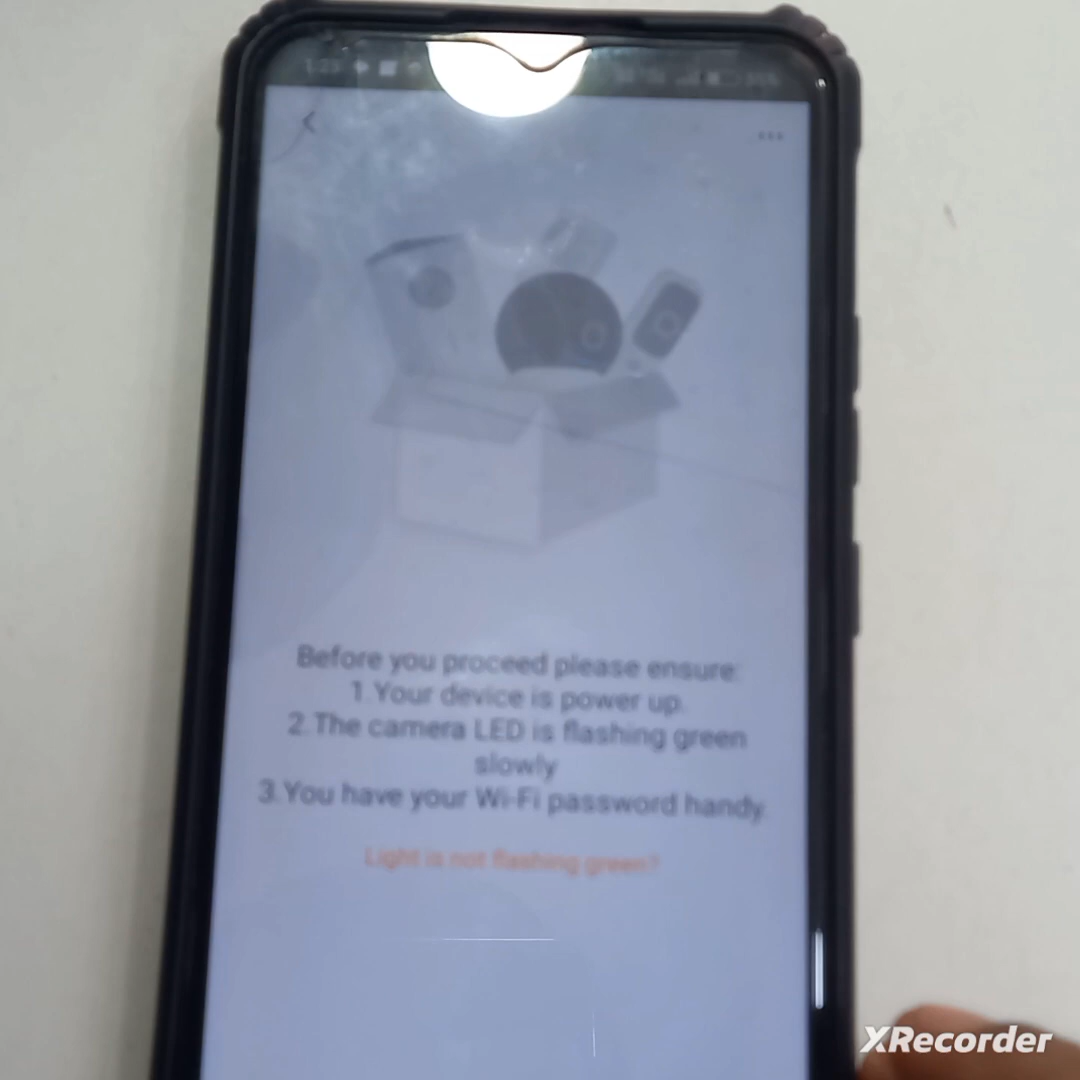 Before you proceed please ensure:
1.Your device is power up.
2.The camera LED is flashing green
slowly
3.You have your Wi-Fi password handy.
Light is not flashing green?
XRecorder